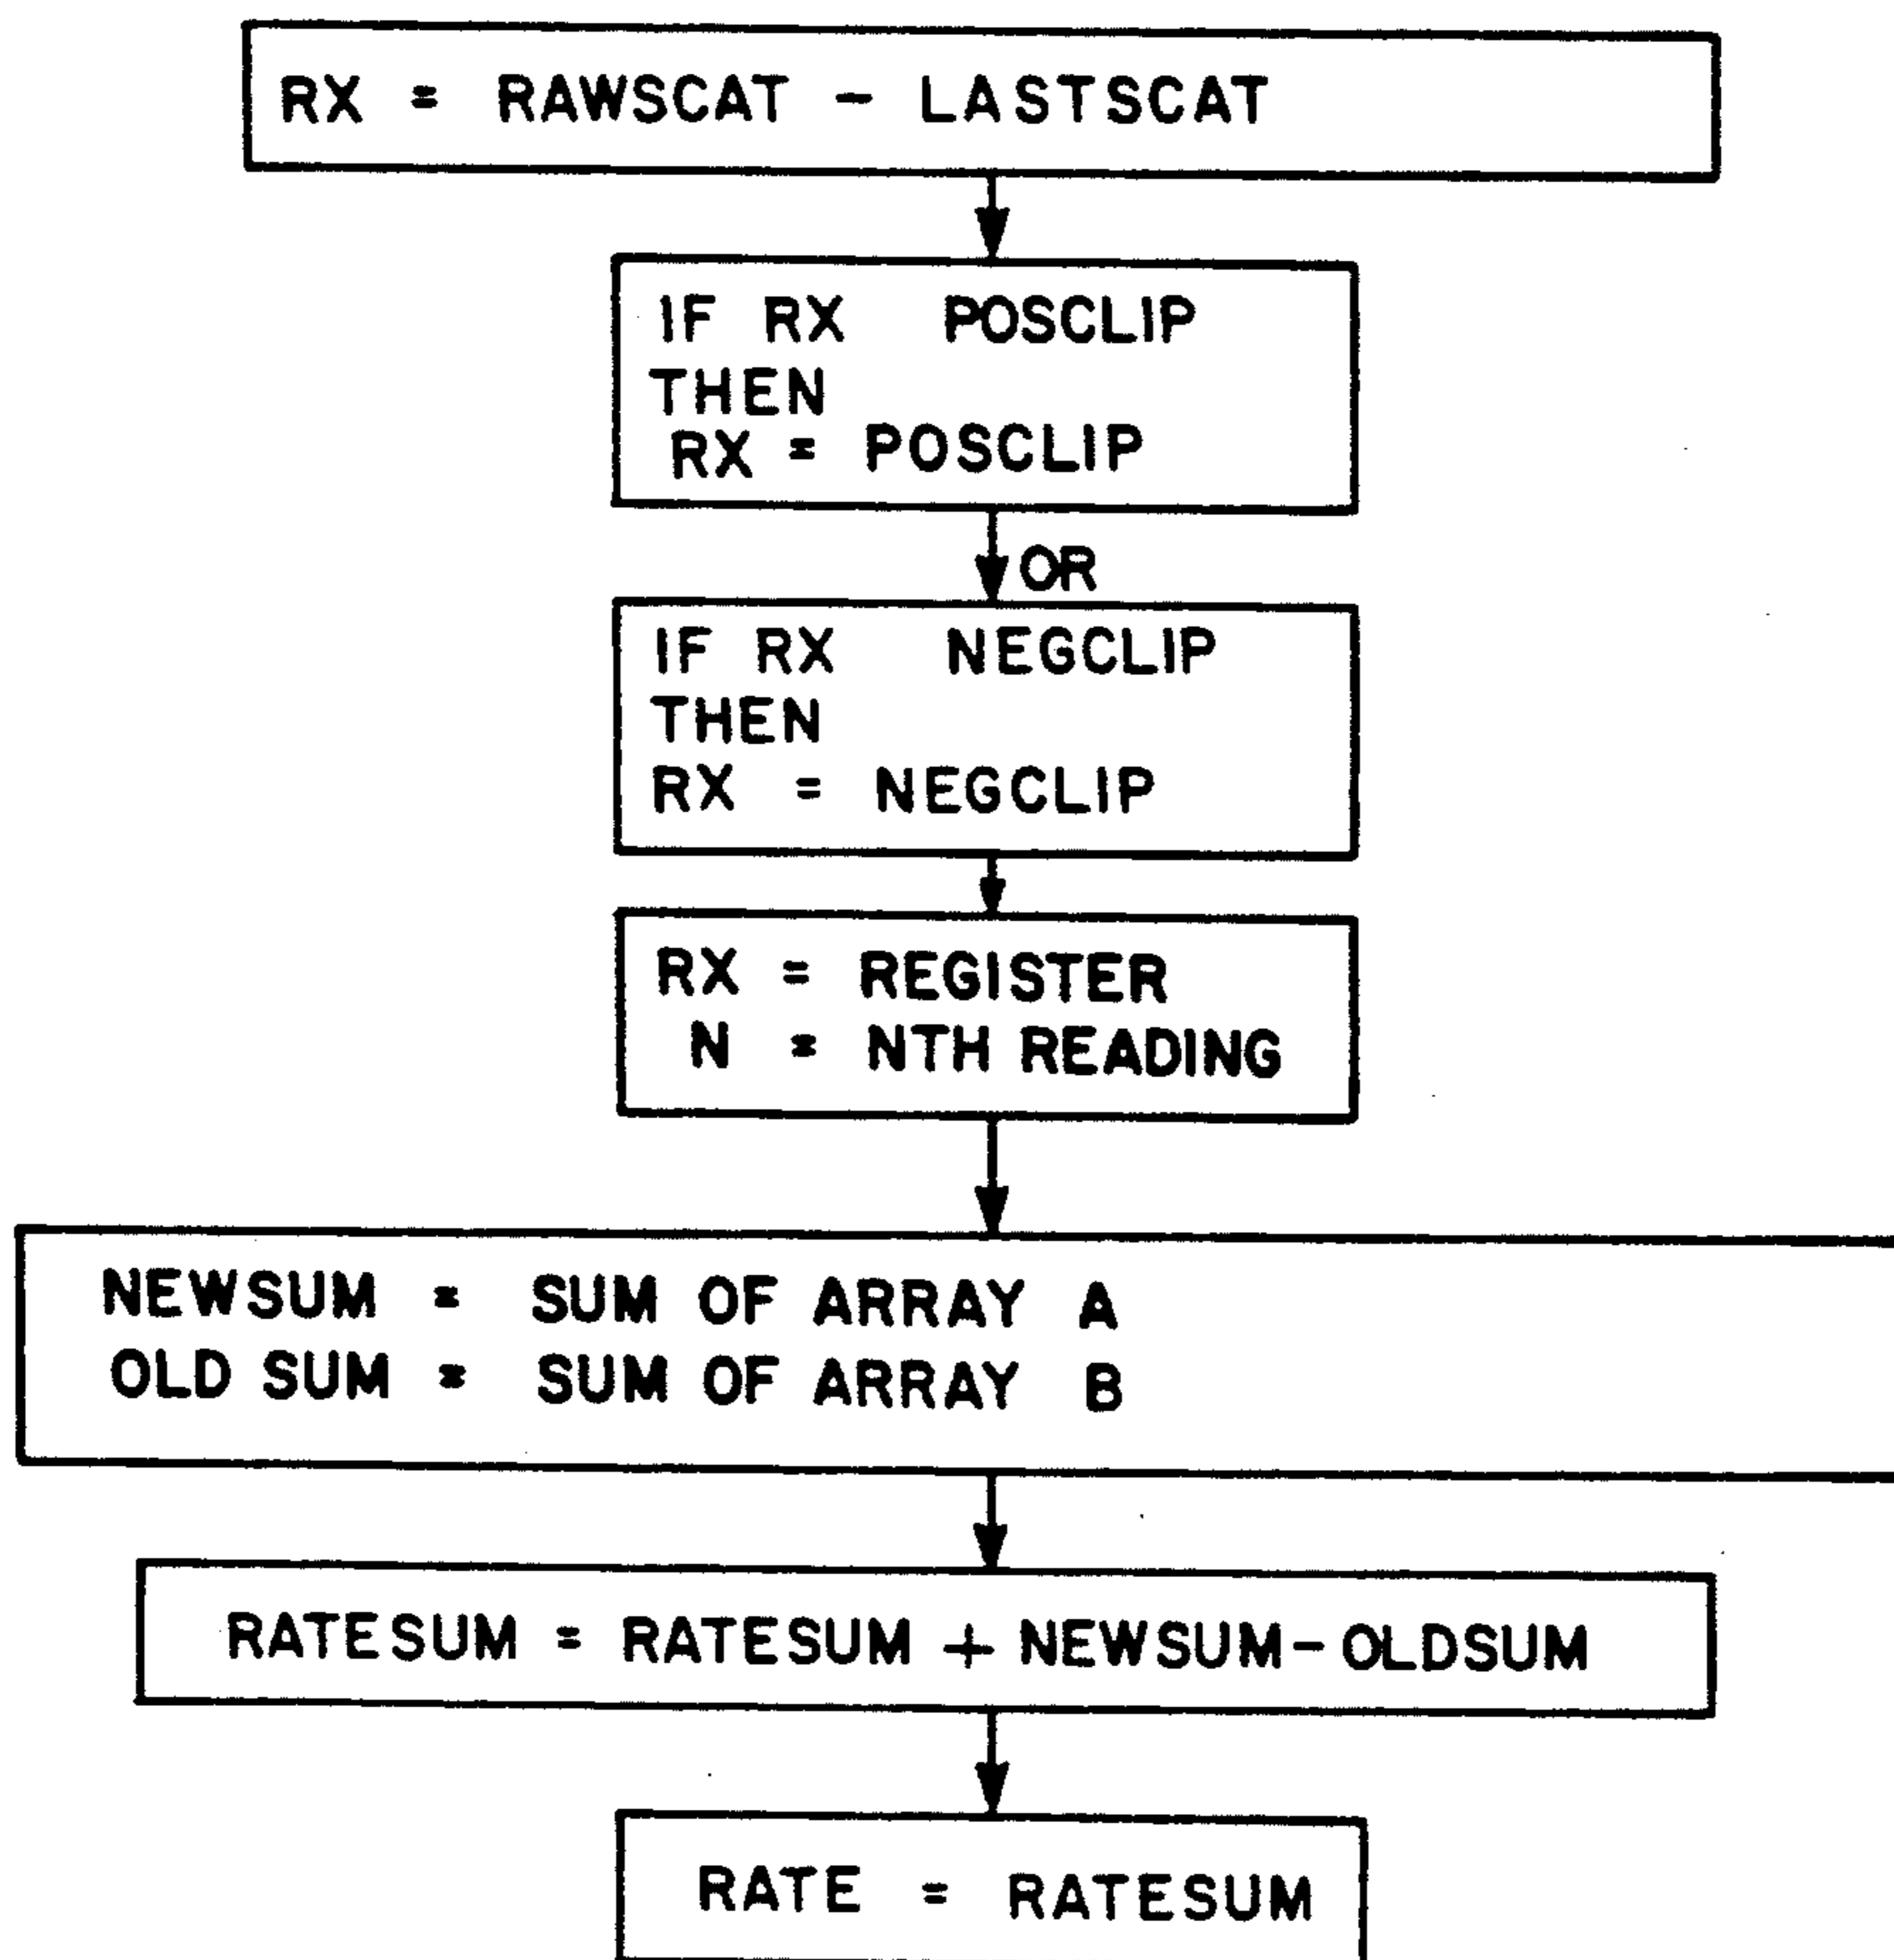 RX = RAWSCAT - LASTSCAT
IF RX POSCLIP
THEN
RX = POSCLIP
OR
IF RX NEGCLIP
THEN
RX = NEGCLIP
RX = REGISTER
N = NTH READING
NEWSUM = SUM OF ARRAY A
OLD SUM = SUM OF ARRAY B
RATESUM = RATESUM + NEWSUM-OLDSUM
RATE = RATESUM